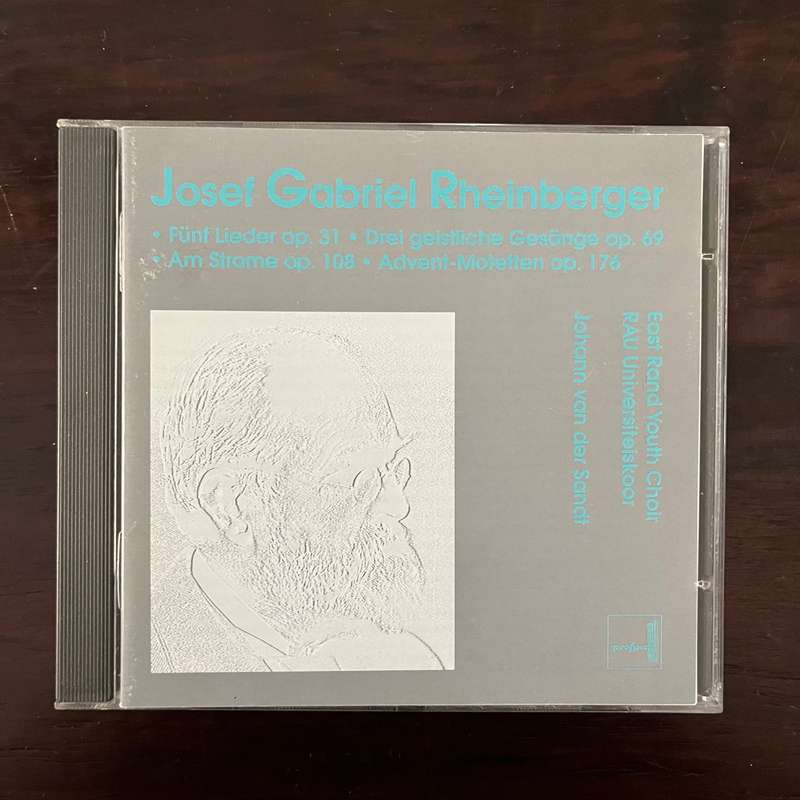 Josef Gabriel Rheinberger
• Fünf Lieder op. 31 • Drei geistliche Gesänge op. 69
• Am Strome op. 108 • Advent-Motetten op. 176
East Rand Youth Choir
RAU Universiteiskoor
Johann van der Sandt